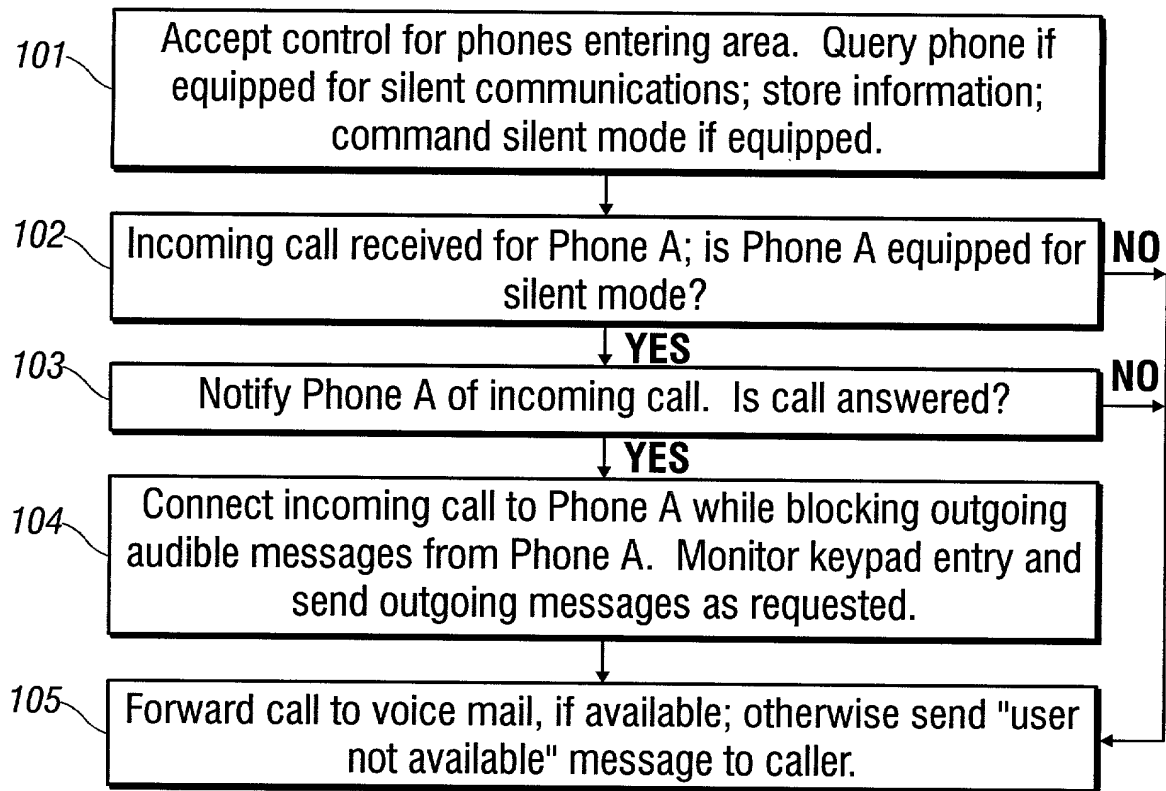 101
Accept control for phones entering area. Query phone if
equipped for silent communications; store information;
command silent mode if equipped.
102
Incoming call received for Phone A; is Phone A equipped for
silent mode?
NO
YES
103
Notify Phone A of incoming call. Is call answered?
NO
YES
104
Connect incoming call to Phone A while blocking outgoing
audible messages from Phone A. Monitor keypad entry and
send outgoing messages as requested.
105
Forward call to voice mail, if available; otherwise send "user
not available" message to caller.